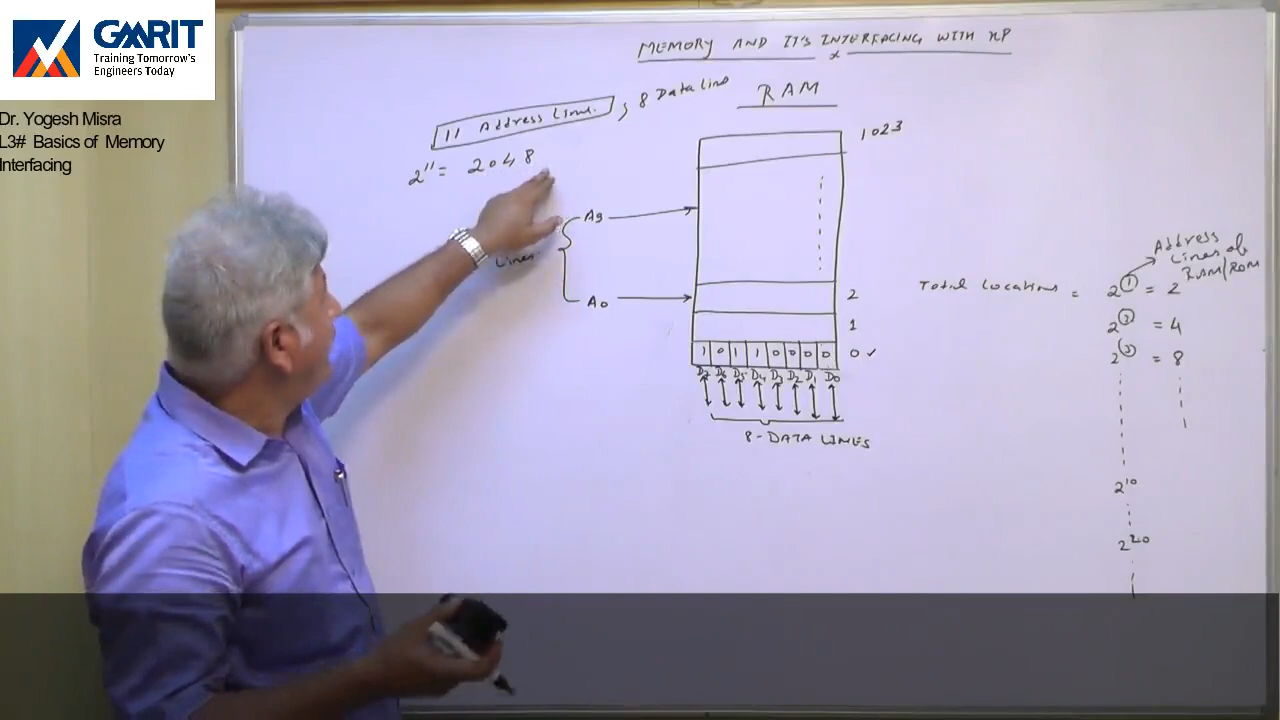 GMRIT
Training Tomorrow's
Engineers Today
Dr. Yogesh Misra
L3# Basics of Memory
Interfacing
MEMORY AND IT'S INTERFACING WITH μP
x
RAM
11 Address Line. , 8 Data Line
2¹¹ = 2048
1023
A9
Lines
A0
2
1
1 0 1 1 0 0 0 0 0 ✓
D7 D6 D5 D4 D3 D2 D1 D0
8-DATA LINES
Address
Lines of
RAM/ROM
Total Locations = 2¹ = 2
2² = 4
2³ = 8
2¹⁰
2²⁰